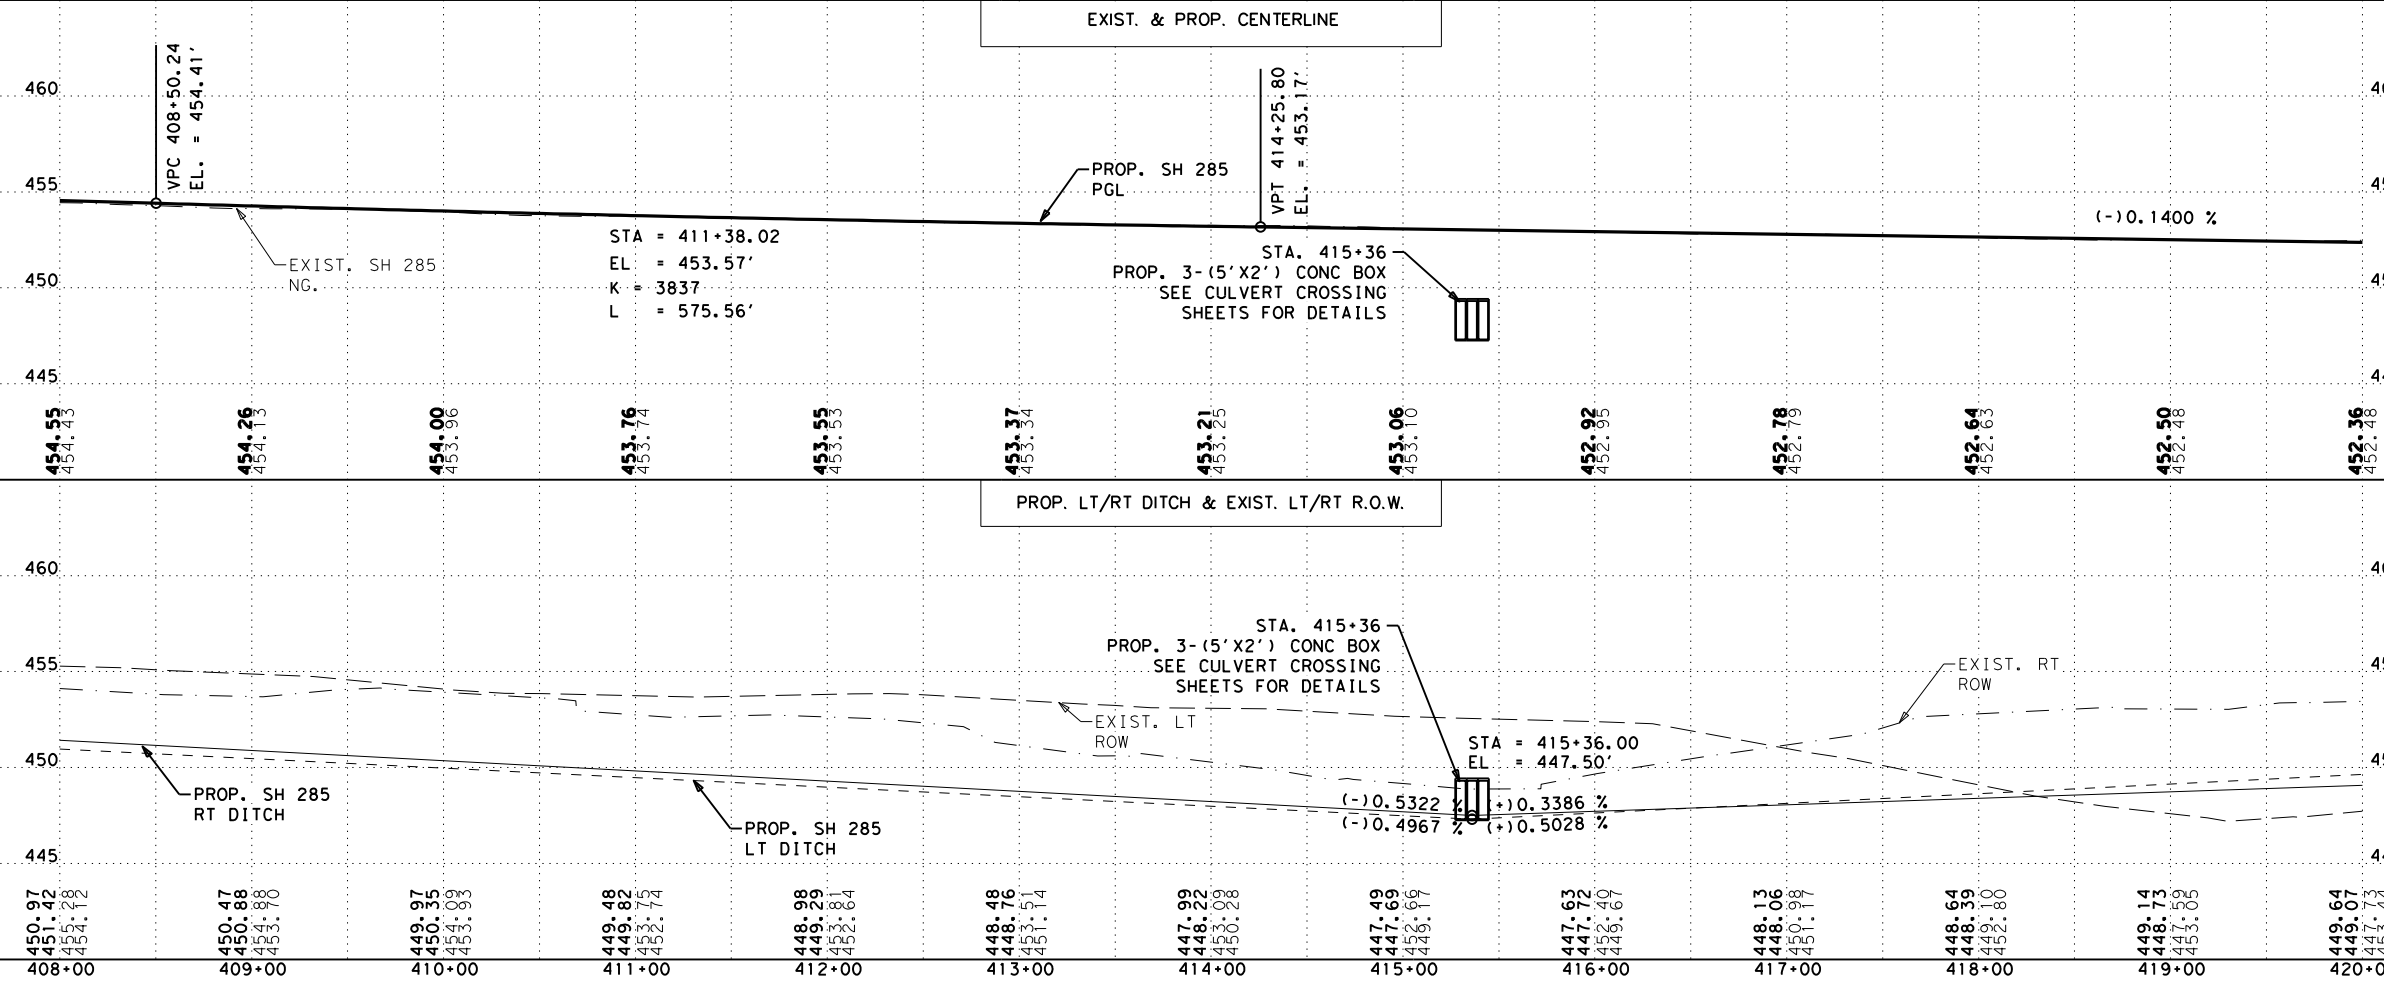 EXIST. & PROP. CENTERLINE
460
455
450
445
VPC 408+50.24
EL. = 454.41'
VPT 414+25.80
EL. = 453.17'
PROP. SH 285
PGL
(-)0.1400 %
EXIST. SH 285
NG.
STA = 411+38.02
EL = 453.57'
K = 3837
L = 575.56'
STA. 415+36
PROP. 3-(5'X2') CONC BOX
SEE CULVERT CROSSING
SHEETS FOR DETAILS
454.55
454.43
454.26
454.13
454.00
453.96
453.76
453.74
453.55
453.53
453.37
453.34
453.21
453.25
453.06
453.10
452.92
452.95
452.78
452.79
452.64
452.63
452.50
452.48
452.36
452.48
PROP. LT/RT DITCH & EXIST. LT/RT R.O.W.
460
455
450
445
STA. 415+36
PROP. 3-(5'X2') CONC BOX
SEE CULVERT CROSSING
SHEETS FOR DETAILS
EXIST. RT
ROW
EXIST. LT
ROW
STA = 415+36.00
EL = 447.50'
PROP. SH 285
RT DITCH
PROP. SH 285
LT DITCH
(-)0.5322 % (+)0.3386 %
(-)0.4967 % (+)0.5028 %
450.97
451.42
455.28
454.12
450.47
450.88
454.88
453.70
449.97
450.35
454.09
453.93
449.48
449.82
453.75
452.74
448.98
449.29
453.81
452.64
448.48
448.76
453.51
451.14
447.99
448.22
453.09
450.28
447.49
447.69
452.66
449.17
447.63
447.72
452.40
449.67
448.13
448.06
450.98
451.17
448.64
448.39
449.10
452.80
449.14
448.73
447.59
453.05
449.64
449.07
447.73
408+00 409+00 410+00 411+00 412+00 413+00 414+00 415+00 416+00 417+00 418+00 419+00 420+0